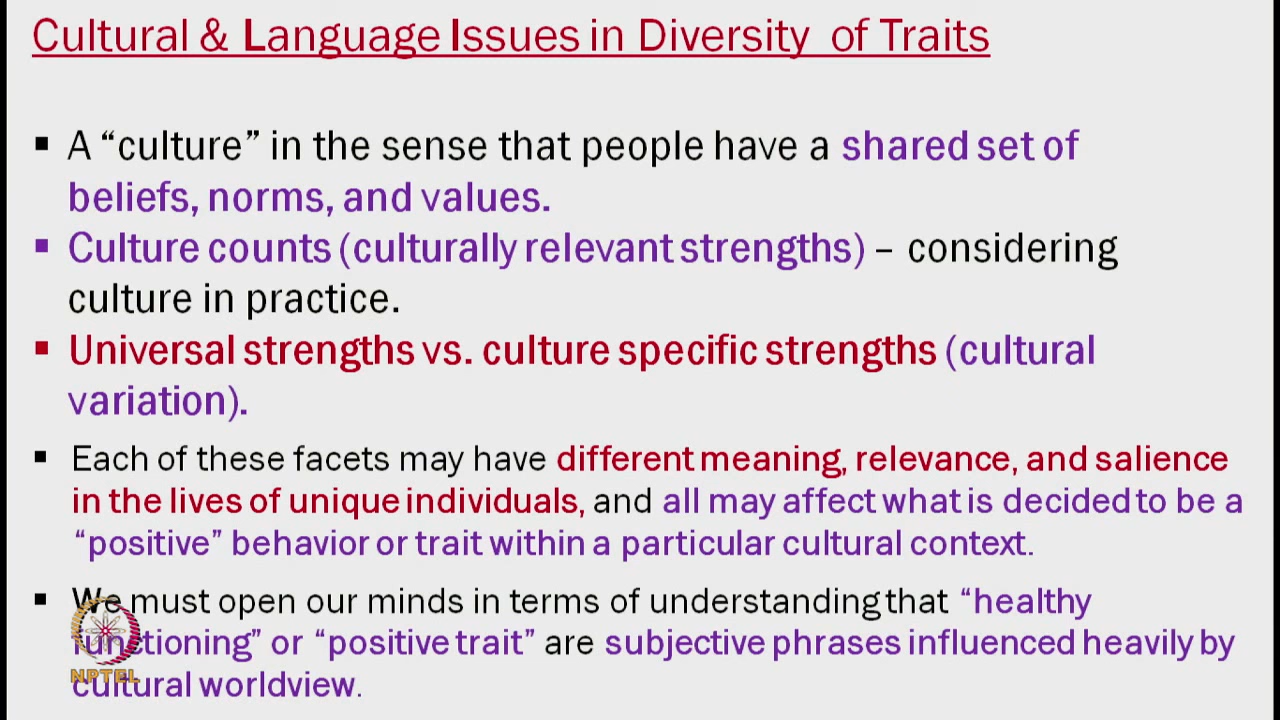 Cultural & Language Issues in Diversity of Traits
▪ A “culture” in the sense that people have a shared set of
beliefs, norms, and values.
▪ Culture counts (culturally relevant strengths) – considering
culture in practice.
▪ Universal strengths vs. culture specific strengths (cultural
variation).
▪ Each of these facets may have different meaning, relevance, and salience
in the lives of unique individuals, and all may affect what is decided to be a
“positive” behavior or trait within a particular cultural context.
▪ We must open our minds in terms of understanding that “healthy
functioning” or “positive trait” are subjective phrases influenced heavily by
cultural worldview.
NPTEL